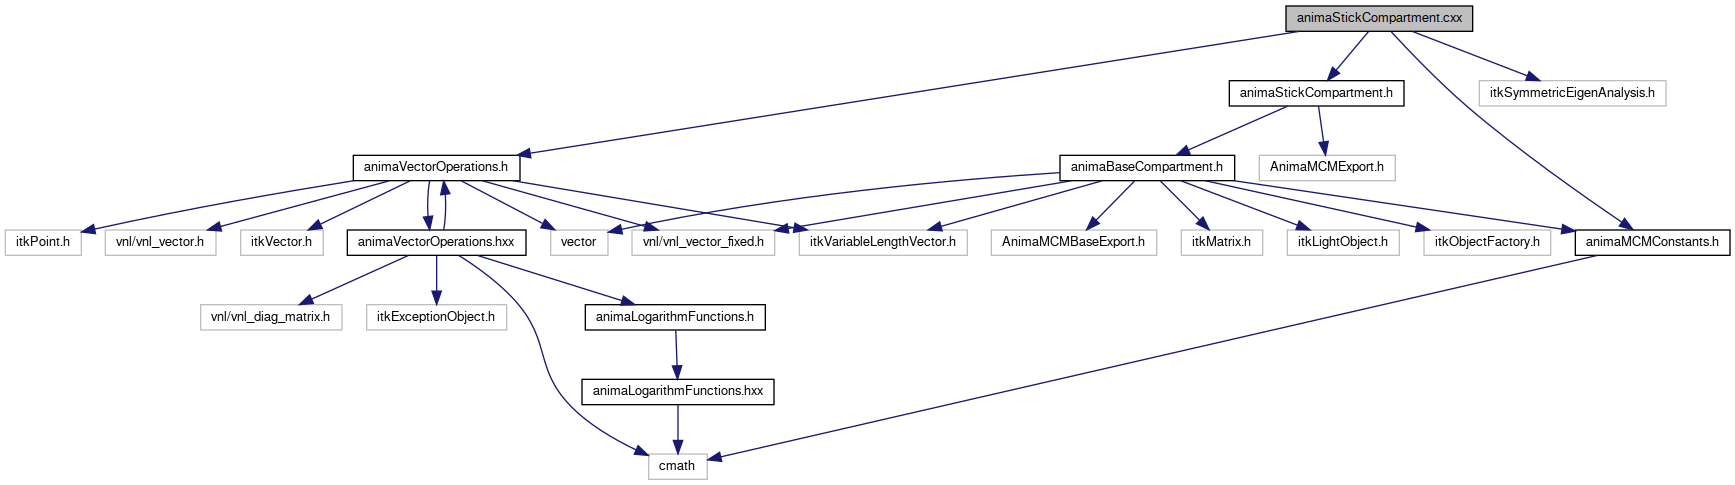 animaStickCompartment.cxx
animaStickCompartment.h
itkSymmetricEigenAnalysis.h
animaVectorOperations.h
animaBaseCompartment.h
AnimaMCMExport.h
itkPoint.h
vnl/vnl_vector.h
itkVector.h
animaVectorOperations.hxx
vector
vnl/vnl_vector_fixed.h
itkVariableLengthVector.h
AnimaMCMBaseExport.h
itkMatrix.h
itkLightObject.h
itkObjectFactory.h
animaMCMConstants.h
vnl/vnl_diag_matrix.h
itkExceptionObject.h
animaLogarithmFunctions.h
animaLogarithmFunctions.hxx
cmath